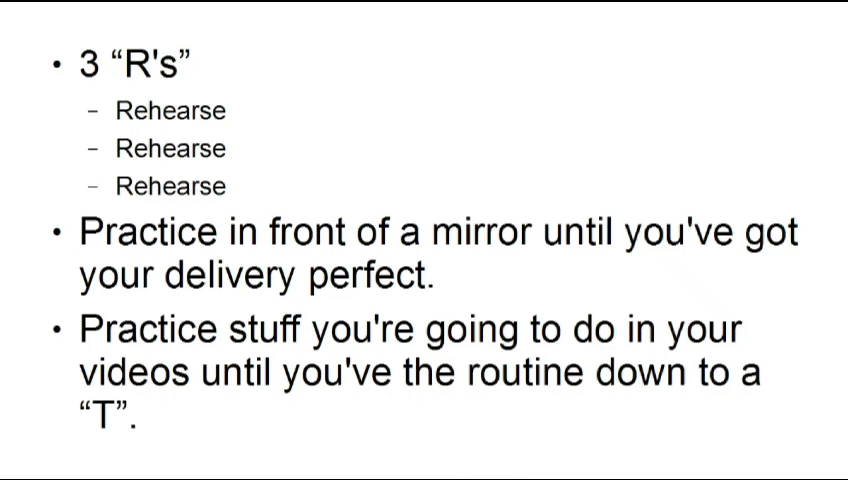 • 3 “R's”
– Rehearse
– Rehearse
– Rehearse
• Practice in front of a mirror until you've got
your delivery perfect.
• Practice stuff you're going to do in your
videos until you've the routine down to a
“T”.